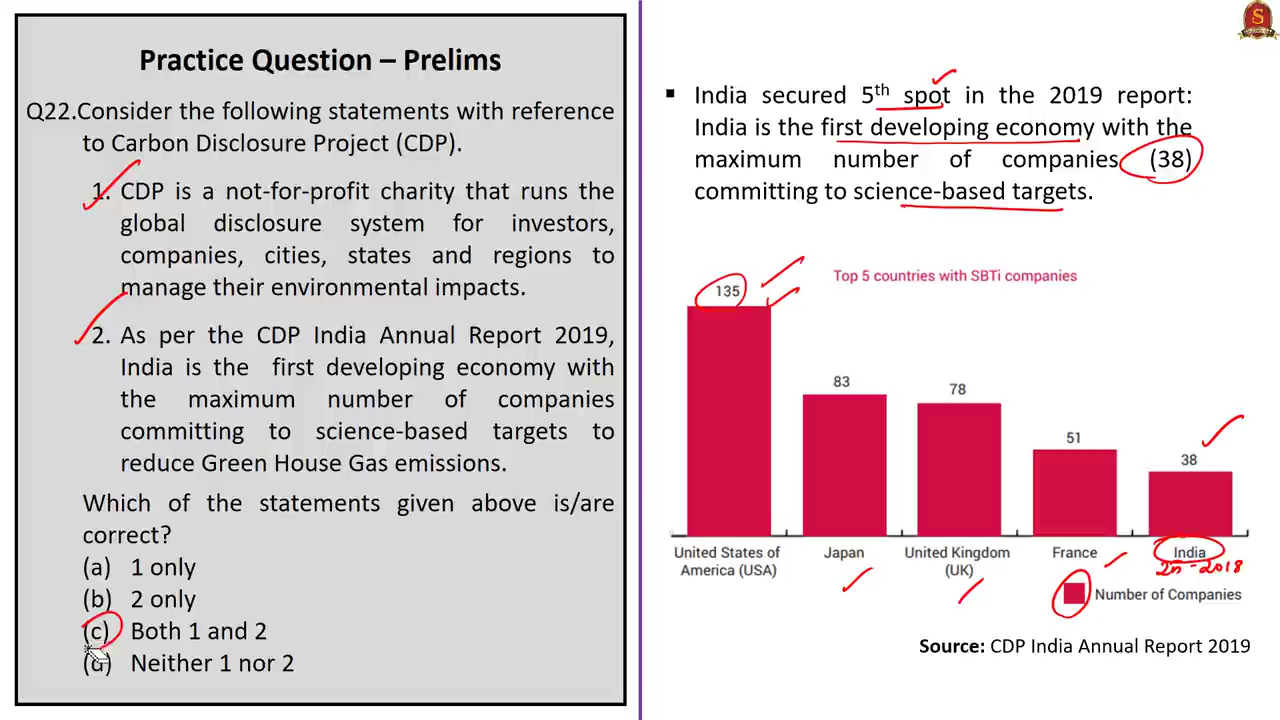 Practice Question – Prelims
Q22.Consider the following statements with reference
to Carbon Disclosure Project (CDP).
1. CDP is a not-for-profit charity that runs the
global disclosure system for investors,
companies, cities, states and regions to
manage their environmental impacts.
2. As per the CDP India Annual Report 2019,
India is the first developing economy with
the maximum number of companies
committing to science-based targets to
reduce Green House Gas emissions.
Which of the statements given above is/are
correct?
(a) 1 only
(b) 2 only
(c) Both 1 and 2
(d) Neither 1 nor 2
S
▪ India secured 5th spot in the 2019 report:
India is the first developing economy with the
maximum number of companies (38)
committing to science-based targets.
Top 5 countries with SBTi companies
135
83
78
51
38
United States of
America (USA)
Japan
United Kingdom
(UK)
France
India
25-2018
Number of Companies
Source: CDP India Annual Report 2019